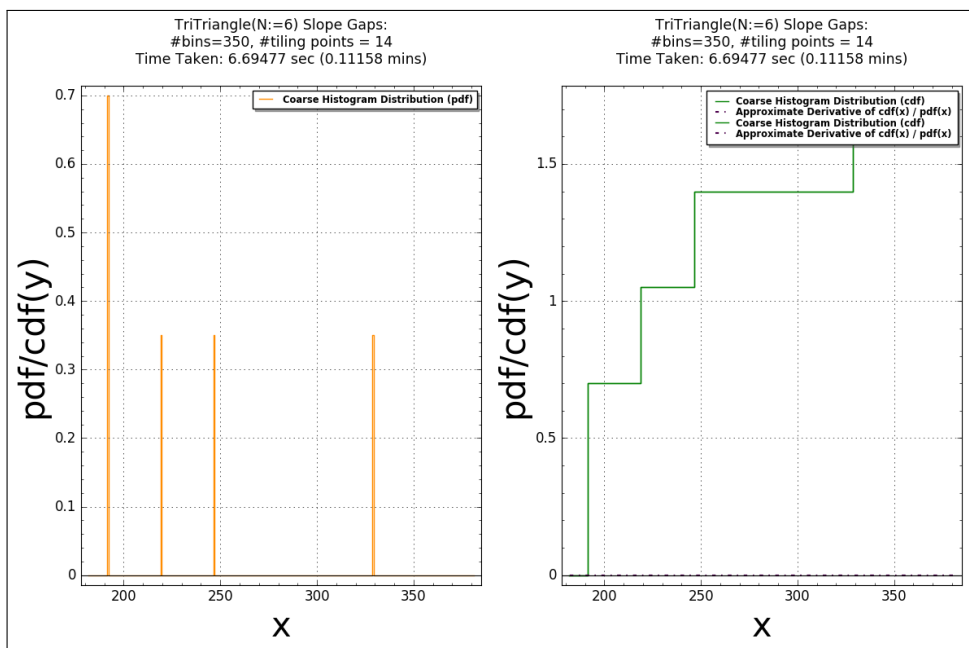 TriTriangle(N:=6) Slope Gaps:
#bins=350, #tiling points = 14
Time Taken: 6.69477 sec (0.11158 mins)
Coarse Histogram Distribution (pdf)
0.7
0.6
0.5
0.4
0.3
0.2
0.1
0
200
250
300
350
pdf/cdf(y)
x
TriTriangle(N:=6) Slope Gaps:
#bins=350, #tiling points = 14
Time Taken: 6.69477 sec (0.11158 mins)
Coarse Histogram Distribution (cdf)
Approximate Derivative of cdf(x) / pdf(x)
Coarse Histogram Distribution (cdf)
Approximate Derivative of cdf(x) / pdf(x)
1.5
1
0.5
0
200
250
300
350
pdf/cdf(y)
x